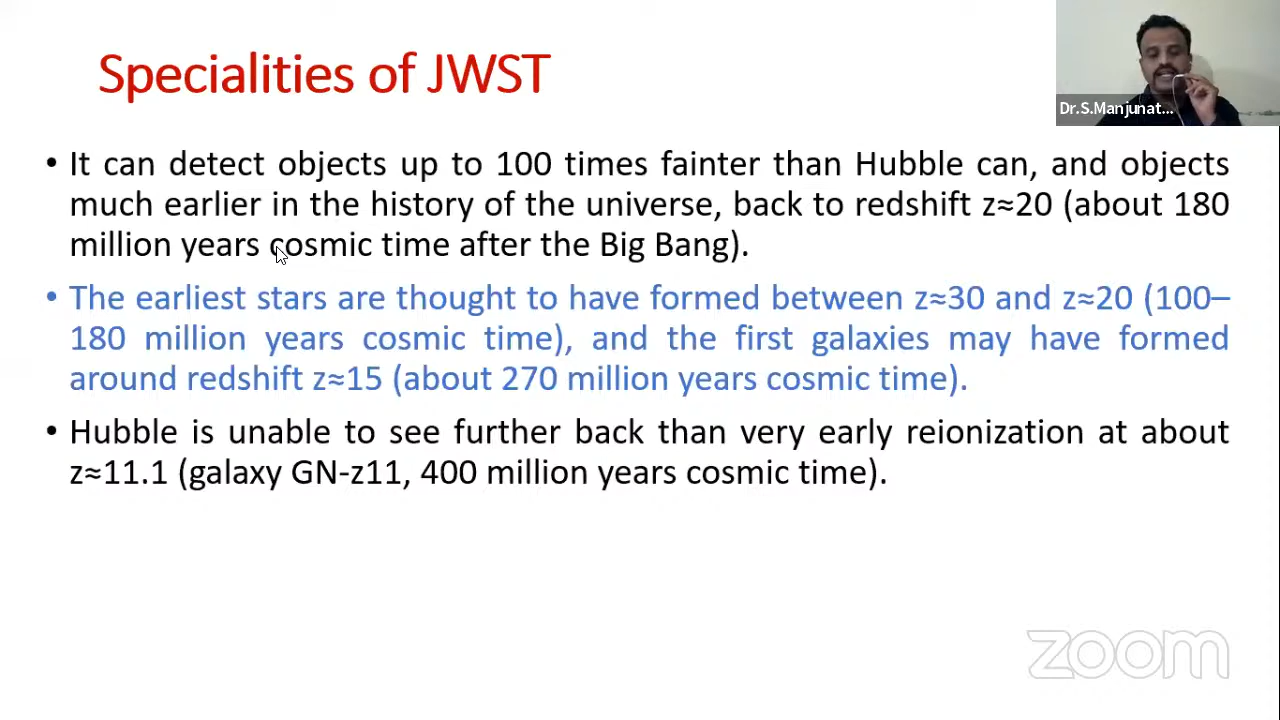 Specialities of JWST
Dr.S.Manjunat...
• It can detect objects up to 100 times fainter than Hubble can, and objects
much earlier in the history of the universe, back to redshift z≈20 (about 180
million years cosmic time after the Big Bang).
• The earliest stars are thought to have formed between z≈30 and z≈20 (100–
180 million years cosmic time), and the first galaxies may have formed
around redshift z≈15 (about 270 million years cosmic time).
• Hubble is unable to see further back than very early reionization at about
z≈11.1 (galaxy GN-z11, 400 million years cosmic time).
zoom